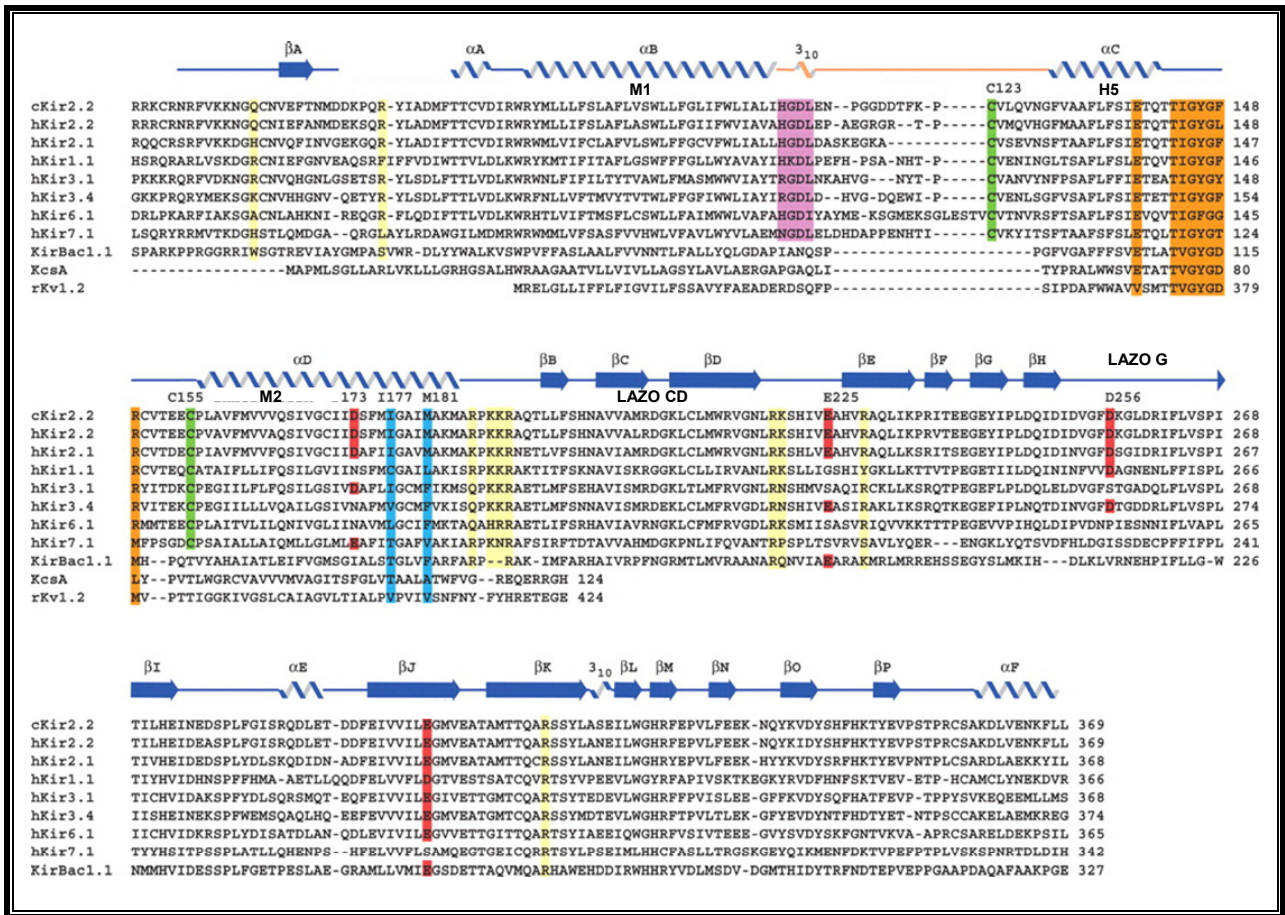 βA αA αB 3₁₀ αC
M1 C123 H5
cKir2.2 RRKCRNRFVKKNGQCNVEFTNMDDKPQR-YIADMFTTCVDIRWRYMLLLFSLAFLVSWLLFGLIFWLIALIHGDLEN--PGGDDTFK-P-----CVLQVNGFVAAFLFSIETQTTIGYGF 148
hKir2.2 RRRCRNRFVKKNGQCNIEFANMDEKSQR-YLADMFTTCVDIRWRYMLLIFSLAFLASWLLFGIIFWVIAVAHGDLEP-AEGRGR--T-P-----CVMQVHGFMAAFLFSIETQTTIGYGL 148
hKir2.1 RQQCRSRFVKKDGHCNVQFINVGEKGQR-YLADIFTTCVDIRWRWMLVIFCLAFVLSWLFFGCVFWLIALLHGDLDASKEGKA------------CVSEVNSFTAAFLFSIETQTTIGYGF 147
hKir1.1 HSRQRARLVSKDGRCNIEFGNVEAQSRFIFFVDIWTTVLDLKWRYKMTIFITAFLGSWFFFGLLWYAVAYIHKDLPEFH-PSA-NHT-P-----CVENINGLTSAFLFSIETQTTIGYGF 146
hKir3.1 PKKKRQRFVDKNGRCNVQHGNLGSETSR-YLSDLFTTLVDLKWRWNLFIFILTYTVAWLFMASMWWVIAYTRGDLNKAHVG---NYT-P-----CVANVYNFPSAFLFFIETEATIGYGY 148
hKir3.4 GKKPRQRYMEKSGKCNVHHGNV-QETYR-YLSDLFTTLVDLKWRFNLLVFTMVYTVTWLFFGFIWWLIAYIRGDLD-HVG-DQEWI-P-----CVENLSGFVSAFLFSIETETTIGYGF 154
hKir6.1 DRLPKARFIAKSGACNLAHKNI-REQGR-FLQDIFTTLVDLKWRHTLVIFTMSFLCSWLLFAIMWWLVAFAHGDIYAYME-KSGMEKSGLESTVCVTNVRSFTSAFLFSIEVQVTIGFGG 145
hKir7.1 LSQRYRRMVTKDGHSTLQMDGA--QRGLAYLRDAWGILMDMRWRWMMLVFSASFVVHWLVFAVLWYVLAEMNGDLELDHDAPPENHTI------CVKYITSFTAAFSFSLETQLTIGYGT 124
KirBac1.1 SPARKPPRGGRRIWSGTREVIAYGMPASVWR-DLYYWALKVSWPVFFASLAALFVVNNTLFALLYQLGDAPIANQSP-----------------PGFVGAFFFSVETLATVGYGD 115
KcsA ----------------MAPMLSGLLARLVKLLLGRHGSALHWRAAGAATVLLVIVLLAGSYLAVLAERGAPGAQLI------------------TYPRALWWSVETATTVGYGD 80
rKv1.2 MRELGLLIFFLFIGVILFSSAVYFAEADERDSQFP------------------SIPDAFWWAVVSMTTVGYGD 379
αD βB βC βD βE βF βG βH LAZO G
C155 M2 173 I177 M181 LAZO CD E225 D256
cKir2.2 RCVTEECPLAVFMVVVQSIVGCIIDSFMIGAIMAKMARPKKRAQTLLFSHNAVVAMRDGKLCLMWRVGNLRKSHIVEAHVRAQLIKPRITEEGEYIPLDQIDIDVGFDKGLDRIFLVSPI 268
hKir2.2 RCVTEECPVAVFMVVAQSIVGCIIDSFMIGAIMAKMARPKKRAQTLLFSHNAVVALRDGKLCLMWRVGNLRKSHIVEAHVRAQLIKPRVTEEGEYIPLDQIDIDVGFDKGLDRIFLVSPI 268
hKir2.1 RCVTDECPIAVFMVVFQSIVGCIIDAFIIGAVMAKMAKPKKRNETLVFSHNAVIAMRDGKLCLMWRVGNLRKSHLVEAHVRAQLLKSRITSEGEYIPLDQIDINVGFDSGIDRIFLVSPI 267
hKir1.1 RCVTEQCATAIFLLIFQSILGVIINSFMCGAILAKISRPKKRAKTITFSKNAVISKRGGKLCLLIRVANLRKSLLIGSHIYGKLLKTTVTPEGETIILDQININFVVDAGNENLFFISPL 266
hKir3.1 RYITDKCPEGIILFLFQSILGSIVDAFLIGCMFIKMSQPKKRAETLMFSEHAVISMRDGKLTLMFRVGNLRNSHMVSAQIRCKLLKSRQTPEGEFLPLDQLELDVGFSTGADQLFLVSPL 268
hKir3.4 RVITEKCPEGIILLLVQAILGSIVNAFMVGCMFVKISQPKKRAETLMFSNNAVISMRDEKLCLMFRVGDLRNSHIVEASIRAKLIKSRQTKEGEFIPLNQTDINVGFDTGDDRLFLVSPL 274
hKir6.1 RMMTEECPLAITVLILQNIVGLIINAVMLGCIFMKTAQAHRRAETLIFSRHAVIAVRNGKLCFMFRVGDLRKSMIISASVRIQVVKKTTTPEGEVVPIHQLDIPVDNPIESNNIFLVAPL 265
hKir7.1 MFPSGDCPSAIALLAIQMLLGLMLEAFITGAFVAKIARPKNRAFSIRFTDTAVVAHMDGKPNLIFQVANTRPSPLTSVRVSAVLYQER---ENGKLYQTSVDFHLDGISSDECPFFIFPL 241
KirBac1.1 MH--PQTVYAHAIATLEIFVGMSGIALSTGLVFARFARP--RAK-IMFARHAIVRPFNGRMTLMVRAANARQNVIAEARAKMRLMRREHSSEGYSLMKIH---DLKLVRNEHPIFLLG-W 226
KcsA LY--PVTLWGRCVAVVVMVAGITSFGLVTAALATWFVG--REQERRGH 124
rKv1.2 MV--PTTIGGKIVGSLCAIAGVLTIALPVPVIVSNFNY-FYHRETEGE 424
βI αE βJ βK 3₁₀ βL βM βN βO βP αF
cKir2.2 TILHEINEDSPLFGISRQDLET-DDFEIVVILEGMVEATAMTTQARSSYLASEILWGHRFEPVLFEEK-NQYKVDYSHFHKTYEVPSTPRCSAKDLVENKFLL 369
hKir2.2 TILHEIDEASPLFGISRQDLET-DDFEIVVILEGMVEATAMTTQARSSYLANEILWGHRFEPVLFEEK-NQYKIDYSHFHKTYEVPSTPRCSAKDLVENKFLL 369
hKir2.1 TIVHEIDEDSPLYDLSKQDIDN-ADFEIVVILEGMVEATAMTTQCRSSYLANEILWGHRYEPVLFEEK-HYYKVDYSRFHKTYEVPNTPLCSARDLAEKKYIL 368
hKir1.1 TIYHVIDHNSPFFHMA-AETLLQQDFELVVFLDGTVESTSATCQVRTSYVPEEVLWGYRFAPIVSKTKEGKYRVDFHNFSKTVEV-ETP-HCAMCLYNEKDVR 366
hKir3.1 TICHVIDAKSPFYDLSQRSMQT-EQFEIVVILEGIVETTGMTCQARTSYTEDEVLWGHRFFPVISLEE-GFFKVDYSQFHATFEVP-TPPYSVKEQEEMLLMS 368
hKir3.4 IISHEINEKSPFWEMSQAQLHQ-EEFEVVVILEGMVEATGMTCQARSSYMDTEVLWGHRFTPVLTLEK-GFYEVDYNTFHDTYET-NTPSCCAKELAEMKREG 374
hKir6.1 IICHVIDKRSPLYDISATDLAN-QDLEVIVILEGVVETTGITTQARTSYIAEEIQWGHRFVSIVTEEE-GVYSVDYSKFGNTVKVA-APRCSARELDEKPSIL 365
hKir7.1 TYYHSITPSSPLATLLQHENPS--HFELVVFLSAMQEGTGEICQRRTSYLPSEIMLHHCFASLLTRGSKGEYQIKMENFDKTVPEFPTPLVSKSPNRTDLDIH 342
KirBac1.1 NMMHVIDESSPLFGETPESLAE-GRAMLLVMIEGSDETTAQVMQARHAWEHDDIRWHHRYVDLMSDV-DGMTHIDYTRFNDTEPVEPPGAAPDAQAFAAKPGE 327